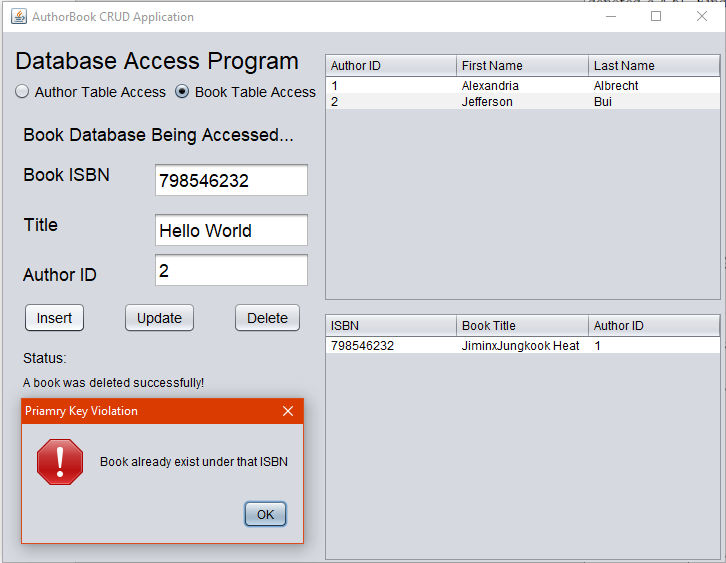 AuthorBook CRUD Application
Database Access Program
Author Table Access Book Table Access
Book Database Being Accessed...
Book ISBN 798546232
Title Hello World
Author ID 2
Insert Update Delete
Status:
A book was deleted successfully!
Priamry Key Violation
Book already exist under that ISBN
OK
Author ID First Name Last Name
1 Alexandria Albrecht
2 Jefferson Bui
ISBN Book Title Author ID
798546232 JiminxJungkook Heat 1